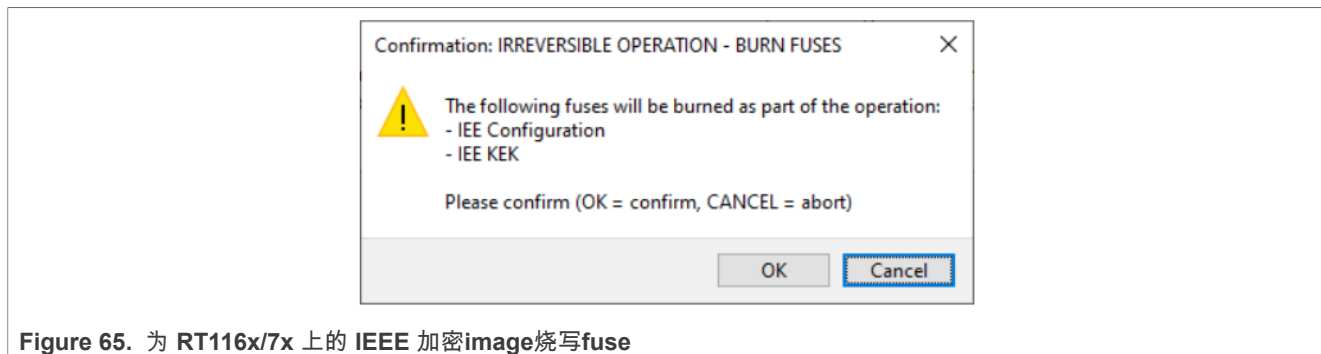 Confirmation: IRREVERSIBLE OPERATION - BURN FUSES
The following fuses will be burned as part of the operation:
- IEE Configuration
- IEE KEK
Please confirm (OK = confirm, CANCEL = abort)
OK Cancel
Figure 65. 为 RT116x/7x 上的 IEEE 加密image烧写fuse